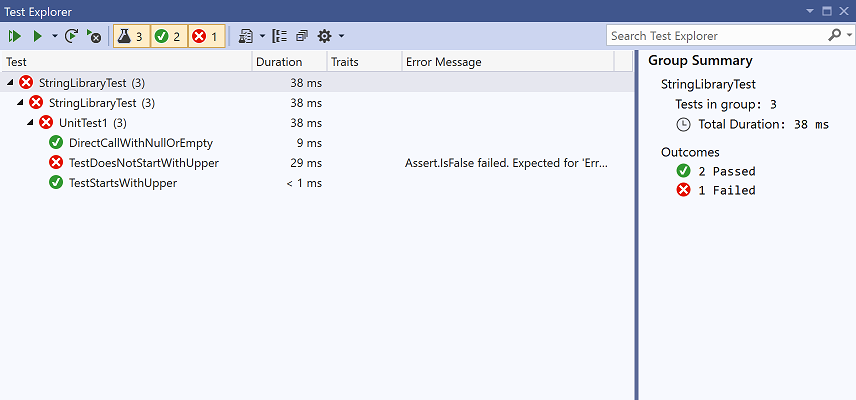 Test Explorer
3 2 1
Search Test Explorer
Test Duration Traits Error Message
StringLibraryTest (3) 38 ms
StringLibraryTest (3) 38 ms
UnitTest1 (3) 38 ms
DirectCallWithNullOrEmpty 9 ms
TestDoesNotStartWithUpper 29 ms Assert.IsFalse failed. Expected for 'Err...
TestStartsWithUpper < 1 ms
Group Summary
StringLibraryTest
Tests in group: 3
Total Duration: 38 ms
Outcomes
2 Passed
1 Failed